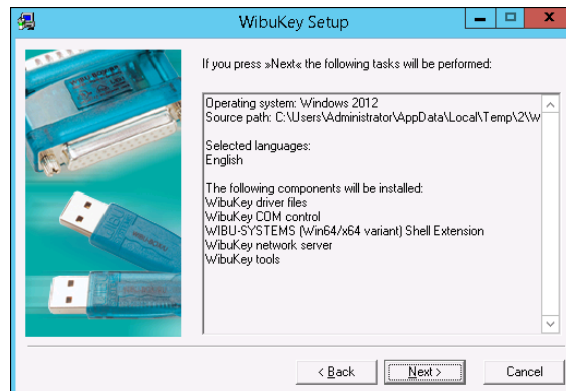 WibuKey Setup
If you press »Next« the following tasks will be performed:
Operating system: Windows 2012
Source path: C:\Users\Administrator\AppData\Local\Temp\2\W
Selected languages:
English
The following components will be installed:
WibuKey driver files
WibuKey COM control
WIBU-SYSTEMS (Win64/x64 variant) Shell Extension
WibuKey network server
WibuKey tools
< Back
Next >
Cancel